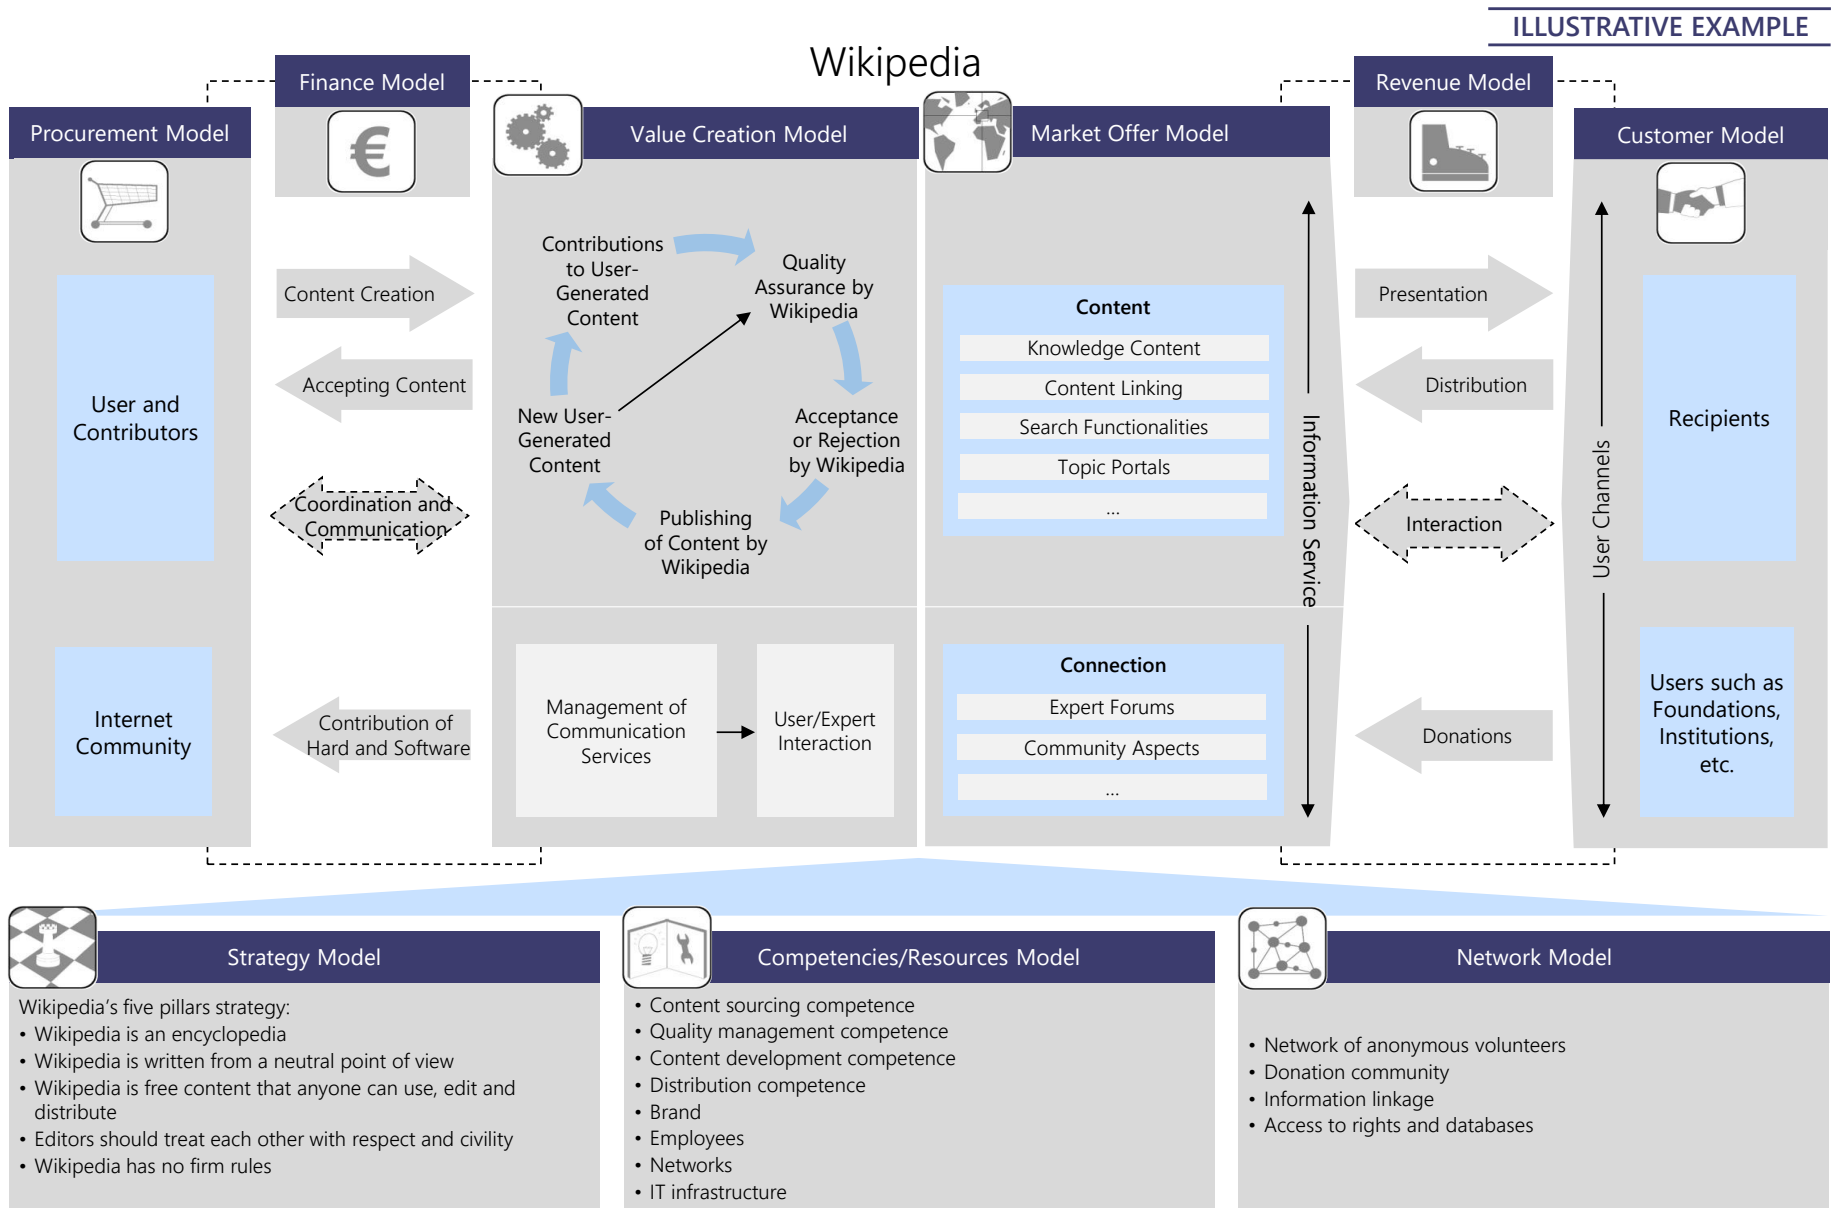 ILLUSTRATIVE EXAMPLE
Wikipedia
Finance Model
Revenue Model
Procurement Model
Value Creation Model
Market Offer Model
Customer Model
€
User and
Contributors
Internet
Community
Content Creation
Accepting Content
Coordination and
Communication
Contribution of
Hard and Software
Contributions
to User-
Generated
Content
Quality
Assurance by
Wikipedia
Acceptance
or Rejection
by Wikipedia
Publishing
of Content by
Wikipedia
New User-
Generated
Content
Management of
Communication
Services
User/Expert
Interaction
Content
Knowledge Content
Content Linking
Search Functionalities
Topic Portals
...
Connection
Expert Forums
Community Aspects
...
Information Service
Presentation
Distribution
Interaction
Donations
User Channels
Recipients
Users such as
Foundations,
Institutions,
etc.
Strategy Model
Wikipedia's five pillars strategy:
• Wikipedia is an encyclopedia
• Wikipedia is written from a neutral point of view
• Wikipedia is free content that anyone can use, edit and
distribute
• Editors should treat each other with respect and civility
• Wikipedia has no firm rules
Competencies/Resources Model
• Content sourcing competence
• Quality management competence
• Content development competence
• Distribution competence
• Brand
• Employees
• Networks
• IT infrastructure
Network Model
• Network of anonymous volunteers
• Donation community
• Information linkage
• Access to rights and databases